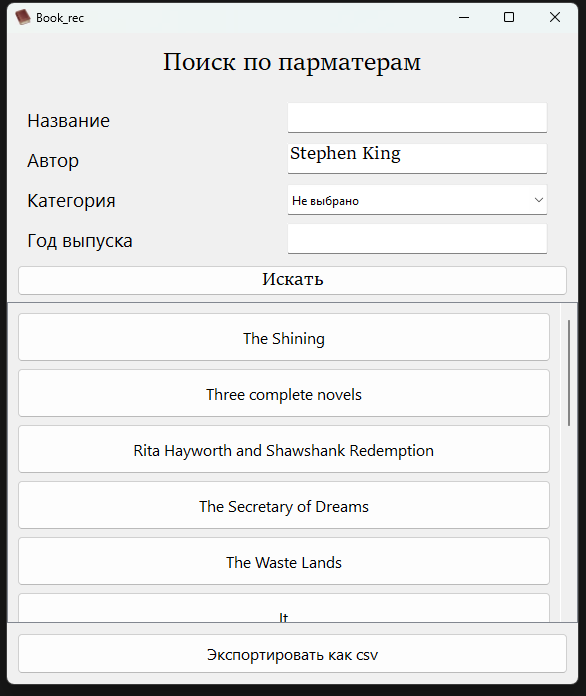 Book_rec
Поиск по парматерам
Название
Автор Stephen King
Категория Не выбрано
Год выпуска
Искать
The Shining
Three complete novels
Rita Hayworth and Shawshank Redemption
The Secretary of Dreams
The Waste Lands
It
Экспортировать как csv